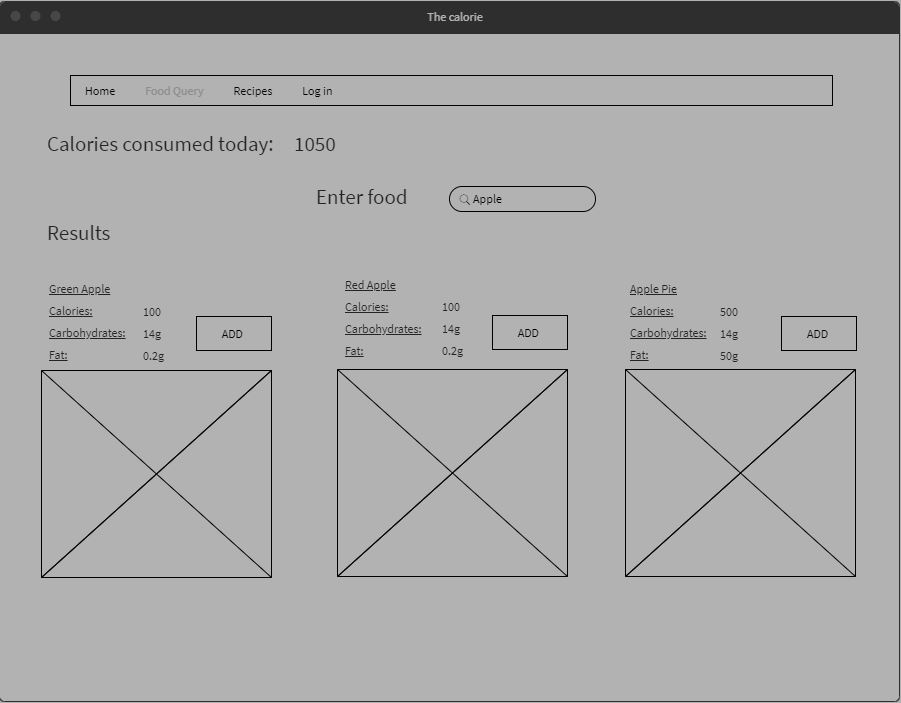 The calorie
Home Food Query Recipes Log in
Calories consumed today: 1050
Enter food Apple
Results
Green Apple
Calories: 100
Carbohydrates: 14g
Fat: 0.2g
ADD
Red Apple
Calories: 100
Carbohydrates: 14g
Fat: 0.2g
ADD
Apple Pie
Calories: 500
Carbohydrates: 14g
Fat: 50g
ADD